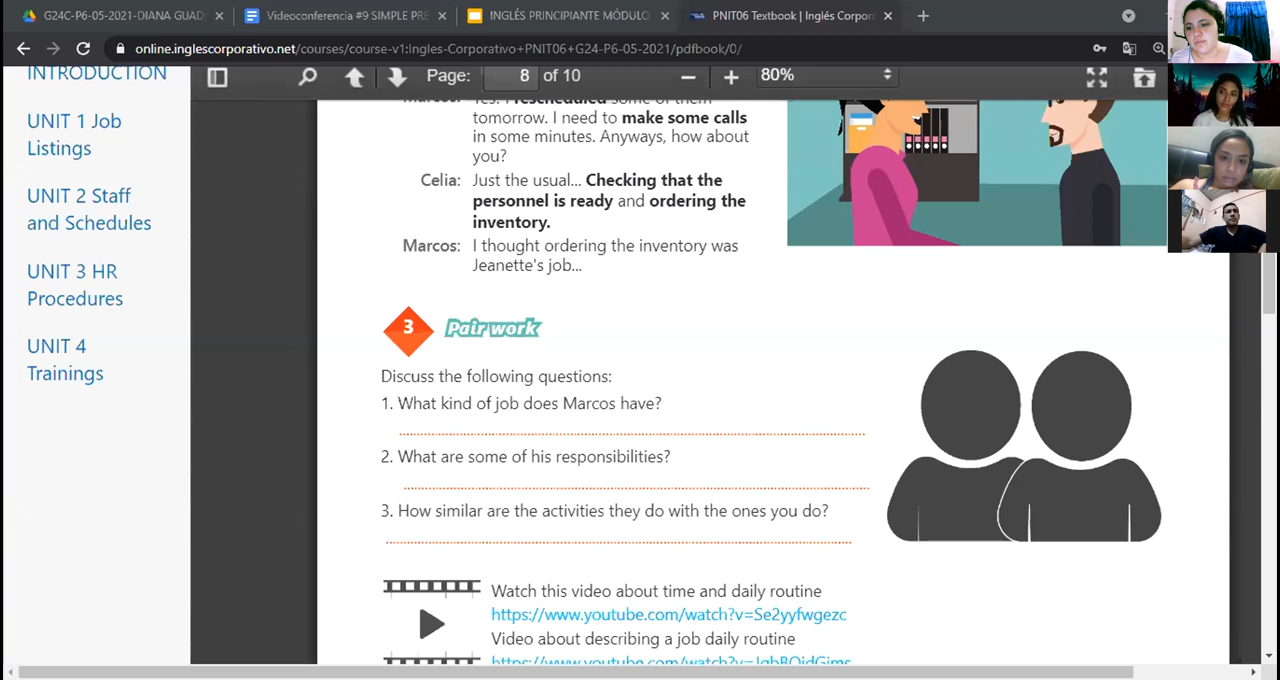 G24C-P6-05-2021-DIANA GUAD
Videoconferencia #9 SIMPLE PRE
INGLÉS PRINCIPIANTE MÓDULO
PNIT06 Textbook | Inglés Corpor
online.inglescorporativo.net/courses/course-v1:Ingles-Corporativo+PNIT06+G24-P6-05-2021/pdfbook/0/
INTRODUCTION
UNIT 1 Job
Listings
UNIT 2 Staff
and Schedules
UNIT 3 HR
Procedures
UNIT 4
Trainings
Page: 8 of 10
80%
Marcos: Yes. I rescheduled some of them
tomorrow. I need to make some calls
in some minutes. Anyways, how about
you?
Celia: Just the usual... Checking that the
personnel is ready and ordering the
inventory.
Marcos: I thought ordering the inventory was
Jeanette's job...
3 Pair work
Discuss the following questions:
1. What kind of job does Marcos have?
2. What are some of his responsibilities?
3. How similar are the activities they do with the ones you do?
Watch this video about time and daily routine
https://www.youtube.com/watch?v=Se2yyfwgezc
Video about describing a job daily routine